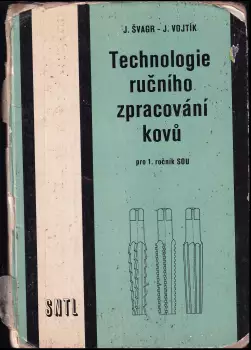 J. ŠVAGR - J. VOJTÍK
Technologie
ručního
zpracování
kovů
pro 1. ročník SOU
SNTL